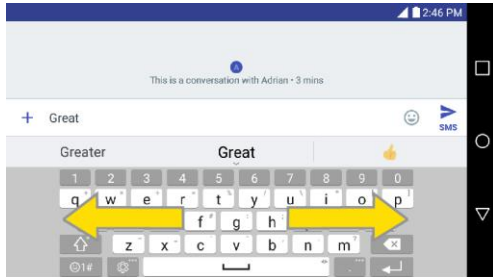 2:46 PM
A
This is a conversation with Adrian • 3 mins
Great
SMS
Greater Great
1 2 3 4 5 6 7 8 9 0
q w e r t y u i o p
f g h
z x c v b n m
☺1#